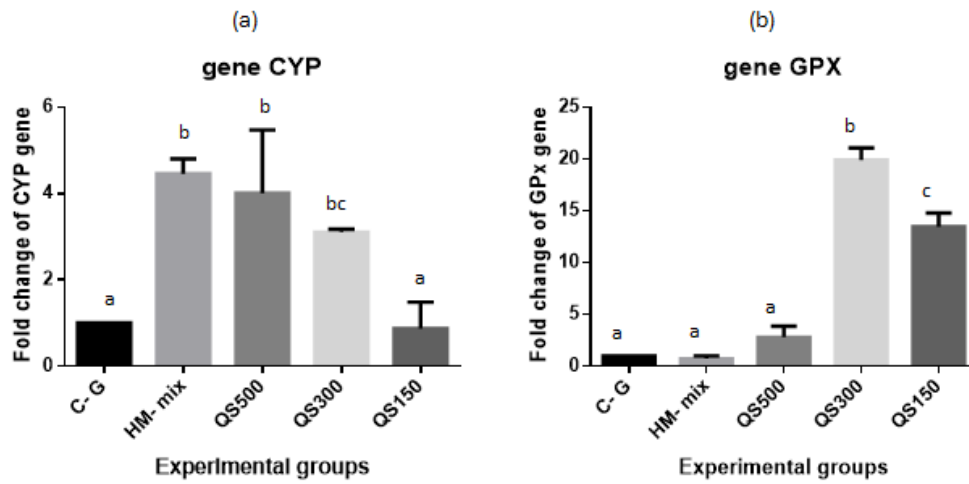 (a)
gene CYP
Fold change of CYP gene
6
4
2
0
a
b
b
bc
a
C- G
HM- mix
QS500
QS300
QS150
Experimental groups
(b)
gene GPX
Fold change of GPx gene
25
20
15
10
5
0
a
a
a
b
c
C- G
HM- mix
QS500
QS300
QS150
Experimental groups